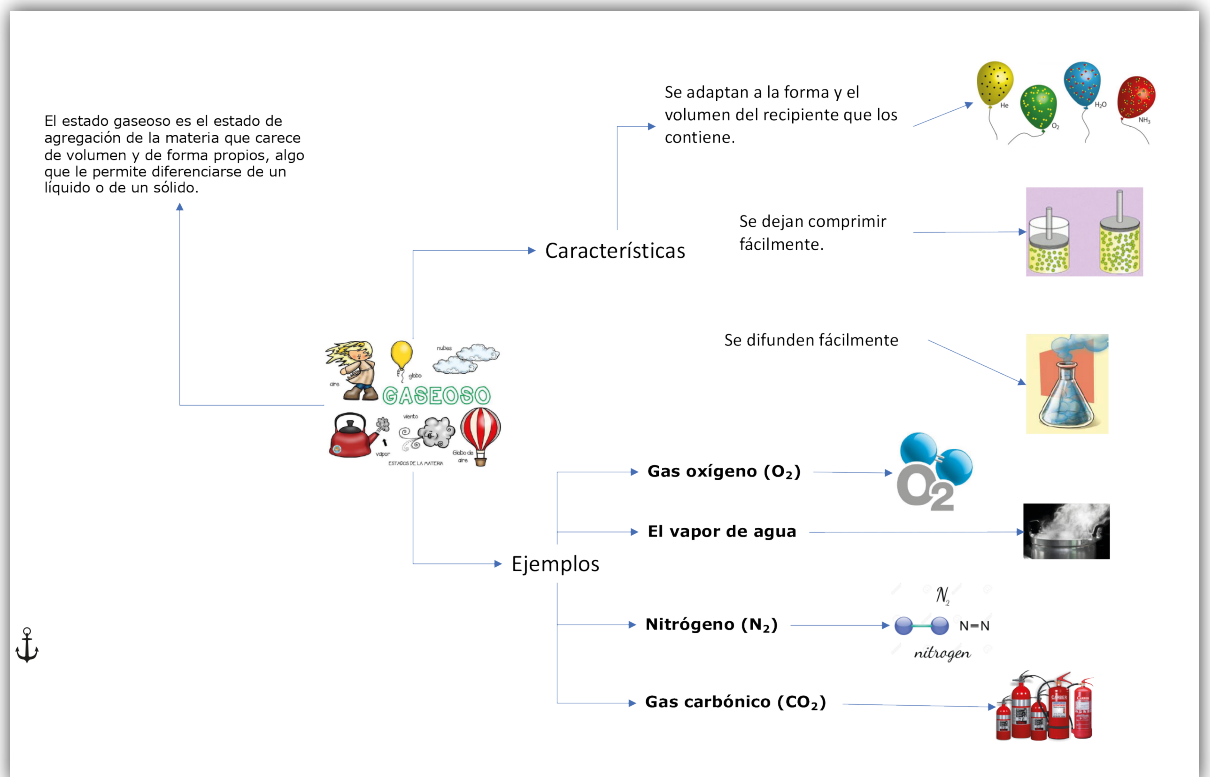 El estado gaseoso es el estado de
agregación de la materia que carece
de volumen y de forma propios, algo
que le permite diferenciarse de un
líquido o de un sólido.
Se adaptan a la forma y el
volumen del recipiente que los
contiene.
He
O₂
H₂O
NH₃
Se dejan comprimir
fácilmente.
Características
Se difunden fácilmente
aire
globo
nubes
GASEOSO
vapor
viento
Globo de
aire
ESTADOS DE LA MATERIA
Ejemplos
Gas oxígeno (O₂)
O₂
El vapor de agua
Nitrógeno (N₂)
N₂
N=N
nitrogen
Gas carbónico (CO₂)